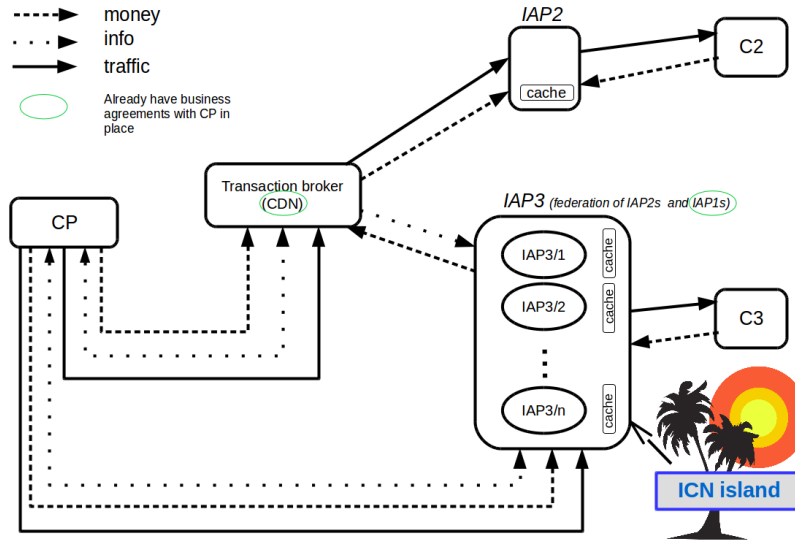 money
info
traffic
Already have business
agreements with CP in
place
IAP2
cache
C2
Transaction broker
(CDN)
CP
IAP3 (federation of IAP2s and IAP1s)
IAP3/1
cache
IAP3/2
cache
C3
IAP3/n
cache
ICN island